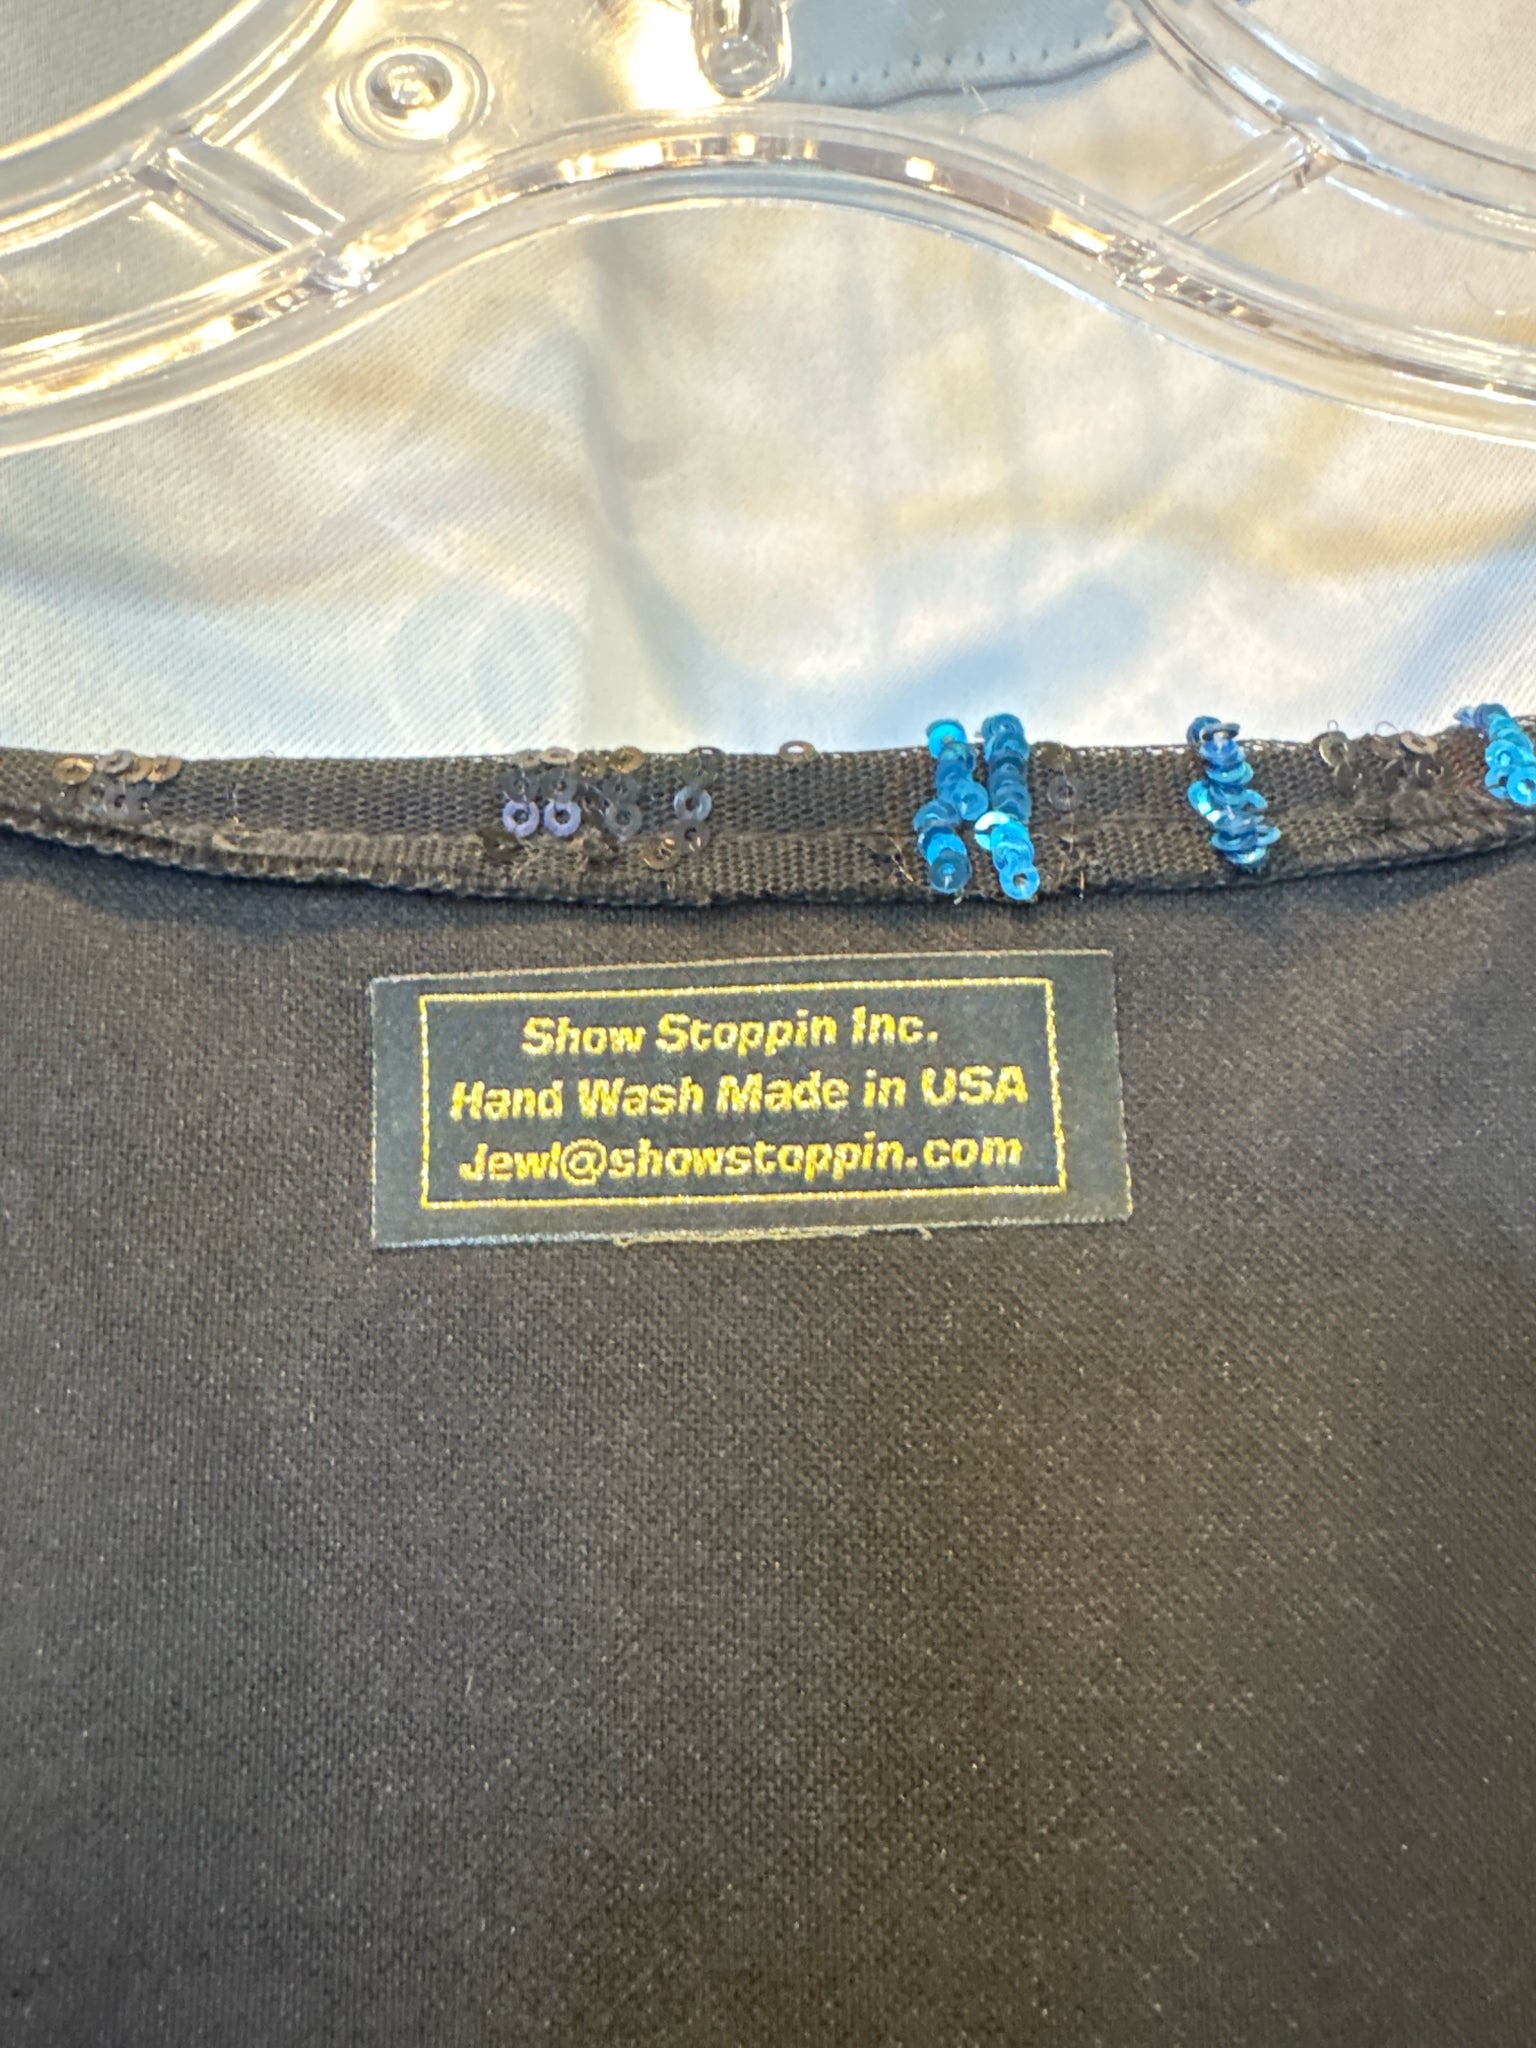 Show Stoppin Inc.
Hand Wash Made in USA
Jewl@showstoppin.com